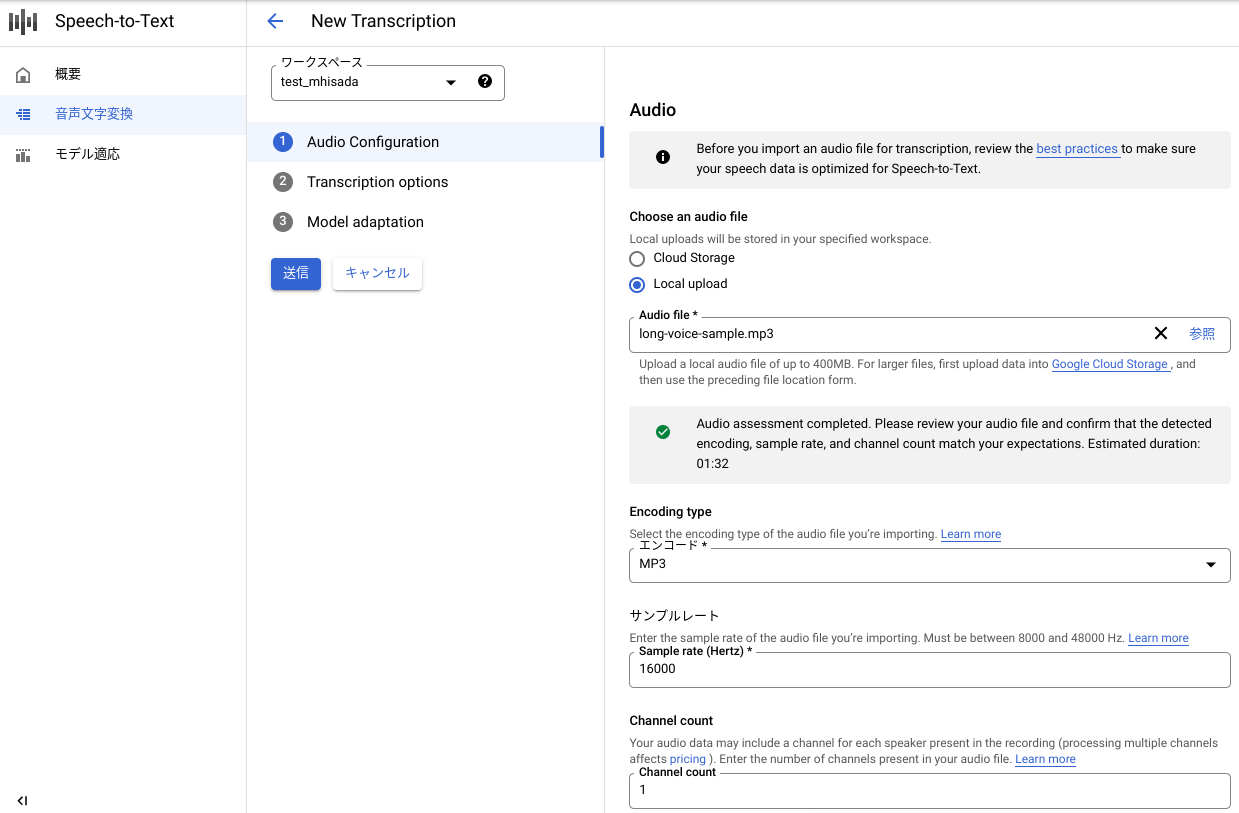 Speech-to-Text
New Transcription
概要
音声文字変換
モデル適応
ワークスペース
test_mhisada
1 Audio Configuration
2 Transcription options
3 Model adaptation
送信 キャンセル
Audio
Before you import an audio file for transcription, review the best practices to make sure
your speech data is optimized for Speech-to-Text.
Choose an audio file
Local uploads will be stored in your specified workspace.
Cloud Storage
Local upload
Audio file *
long-voice-sample.mp3
参照
Upload a local audio file of up to 400MB. For larger files, first upload data into Google Cloud Storage , and
then use the preceding file location form.
Audio assessment completed. Please review your audio file and confirm that the detected
encoding, sample rate, and channel count match your expectations. Estimated duration:
01:32
Encoding type
Select the encoding type of the audio file you’re importing. Learn more
エンコード *
MP3
サンプルレート
Enter the sample rate of the audio file you’re importing. Must be between 8000 and 48000 Hz. Learn more
Sample rate (Hertz) *
16000
Channel count
Your audio data may include a channel for each speaker present in the recording (processing multiple channels
affects pricing ). Enter the number of channels present in your audio file. Learn more
Channel count
1